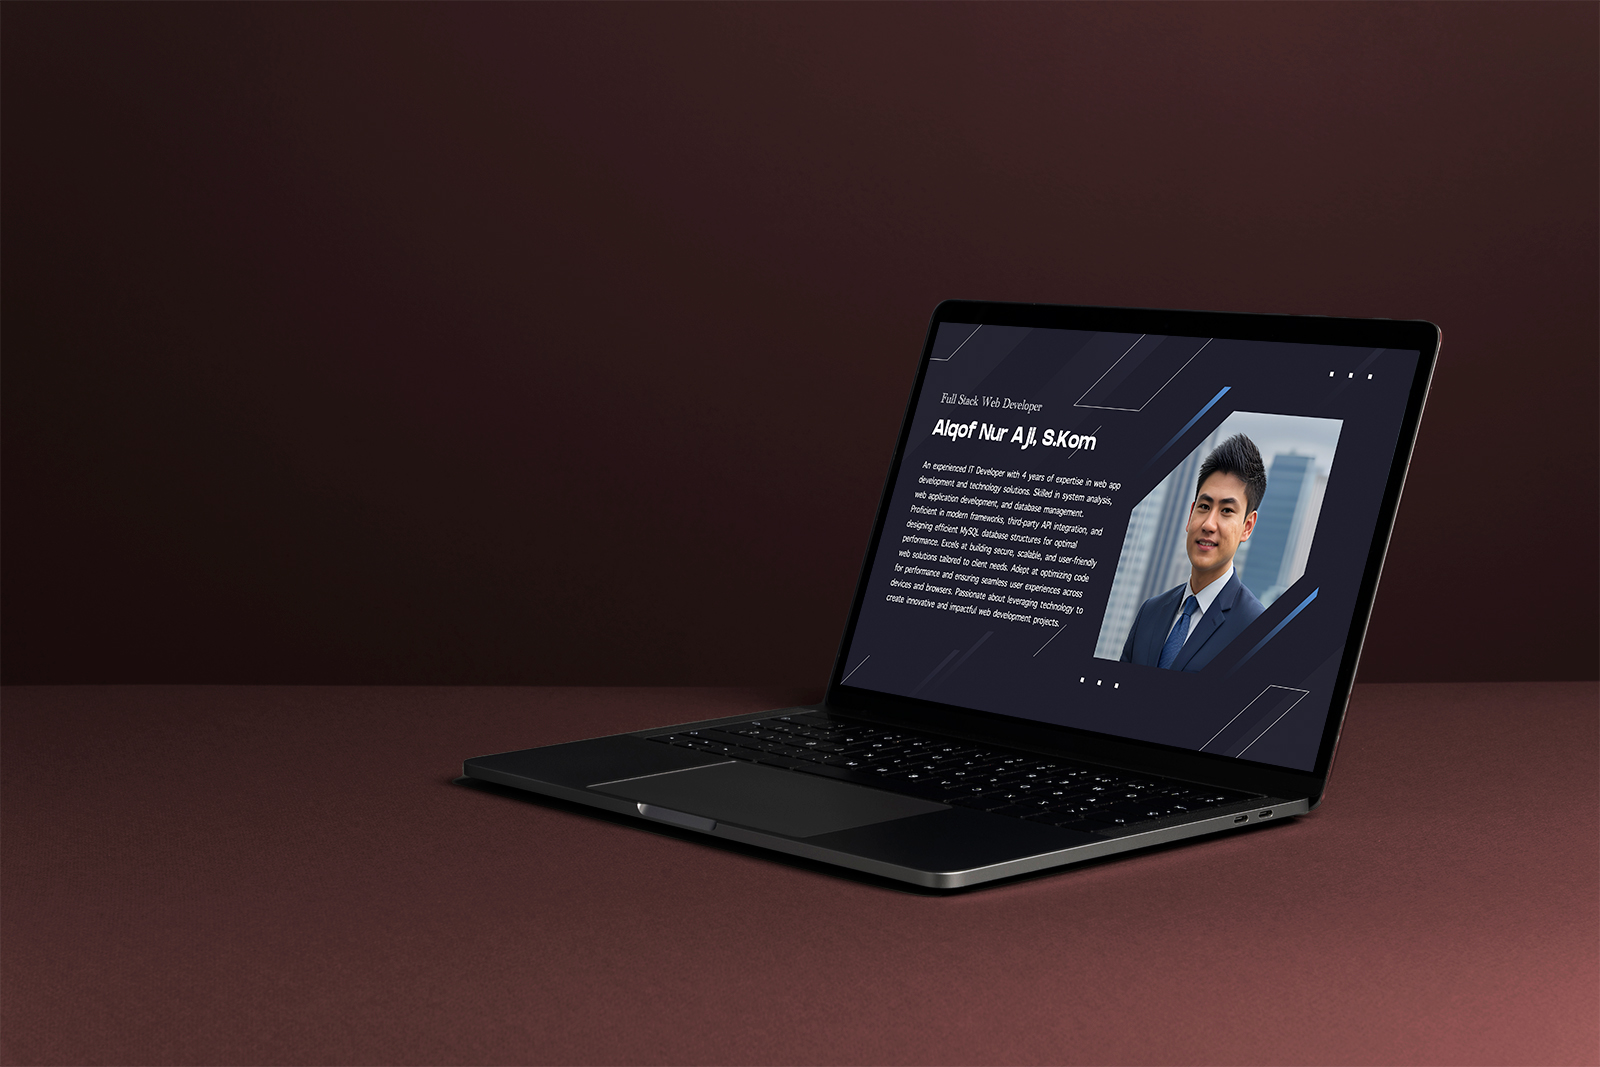 Full Stack Web Developer
Alqof Nur Aji, S.Kom
An experienced IT Developer with 4 years of expertise in web app
development and technology solutions. Skilled in system analysis,
web application development, and database management.
Proficient in modern frameworks, third-party API integration, and
designing efficient MySQL database structures for optimal
performance. Excels at building secure, scalable, and user-friendly
web solutions tailored to client needs. Adept at optimizing code
for performance and ensuring seamless user experiences across
devices and browsers. Passionate about leveraging technology to
create innovative and impactful web development projects.